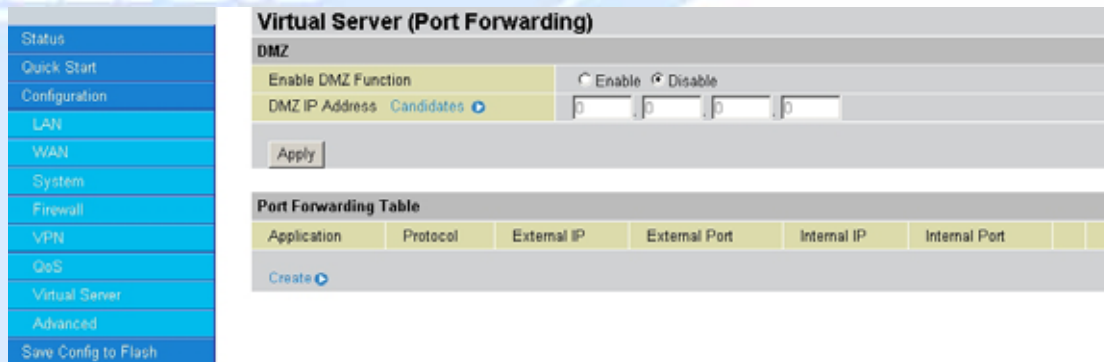 Status
Quick Start
Configuration
LAN
WAN
System
Firewall
VPN
QoS
Virtual Server
Advanced
Save Config to Flash
Virtual Server (Port Forwarding)
DMZ
Enable DMZ Function Enable Disable
DMZ IP Address Candidates 0 . 0 . 0 . 0
Apply
Port Forwarding Table
Application Protocol External IP External Port Internal IP Internal Port
Create